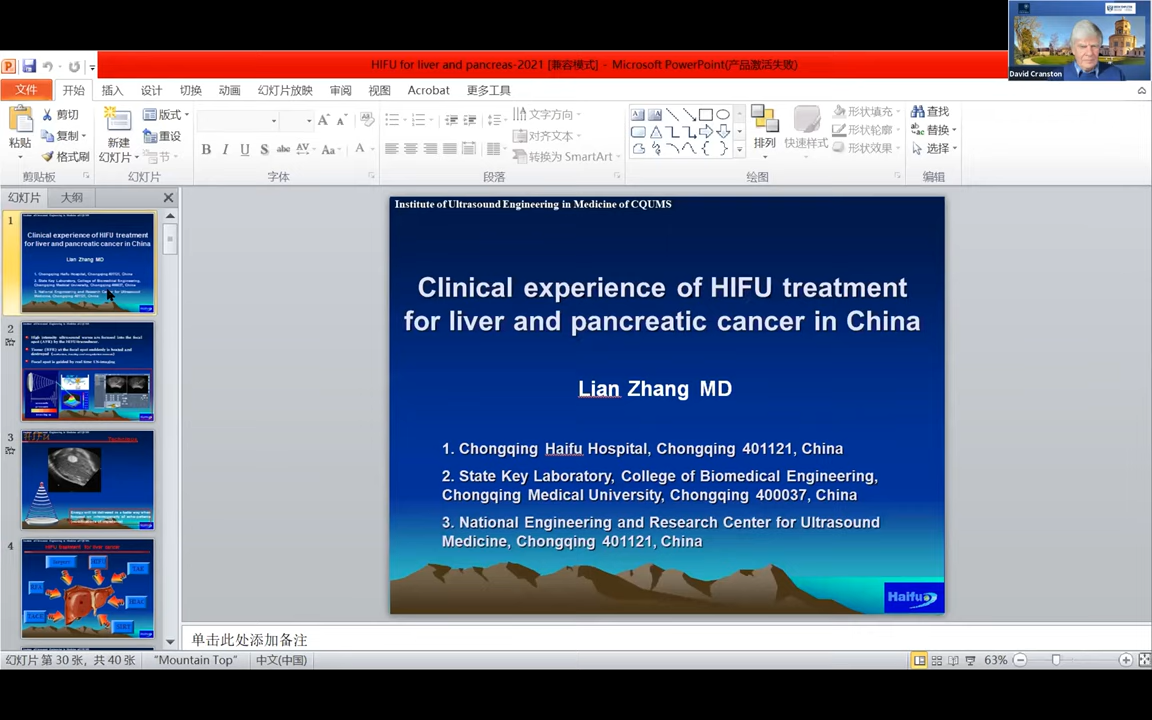 David Cranston
HIFU for liver and pancreas-2021 [兼容模式] - Microsoft PowerPoint(产品激活失败)
文件 开始 插入 设计 切换 动画 幻灯片放映 审阅 视图 Acrobat 更多工具
剪切 版式 文字方向 形状填充 查找
复制 重设 对齐文本 形状轮廓 替换
粘贴 格式刷 新建 幻灯片 节 B I U S abc AV Aa A 转换为 SmartArt 排列 快速样式 形状效果 选择
剪贴板 幻灯片 字体 段落 绘图 编辑
幻灯片 大纲
1
Clinical experience of HIFU treatment
for liver and pancreatic cancer in China
Lian Zhang MD
2
3
HIFU
4
HIFU treatment for liver cancer
Institute of Ultrasound Engineering in Medicine of CQUMS
Clinical experience of HIFU treatment
for liver and pancreatic cancer in China
Lian Zhang MD
1. Chongqing Haifu Hospital, Chongqing 401121, China
2. State Key Laboratory, College of Biomedical Engineering,
Chongqing Medical University, Chongqing 400037, China
3. National Engineering and Research Center for Ultrasound
Medicine, Chongqing 401121, China
Haifu
单击此处添加备注
幻灯片 第 30 张，共 40 张 "Mountain Top" 中文(中国) 63%